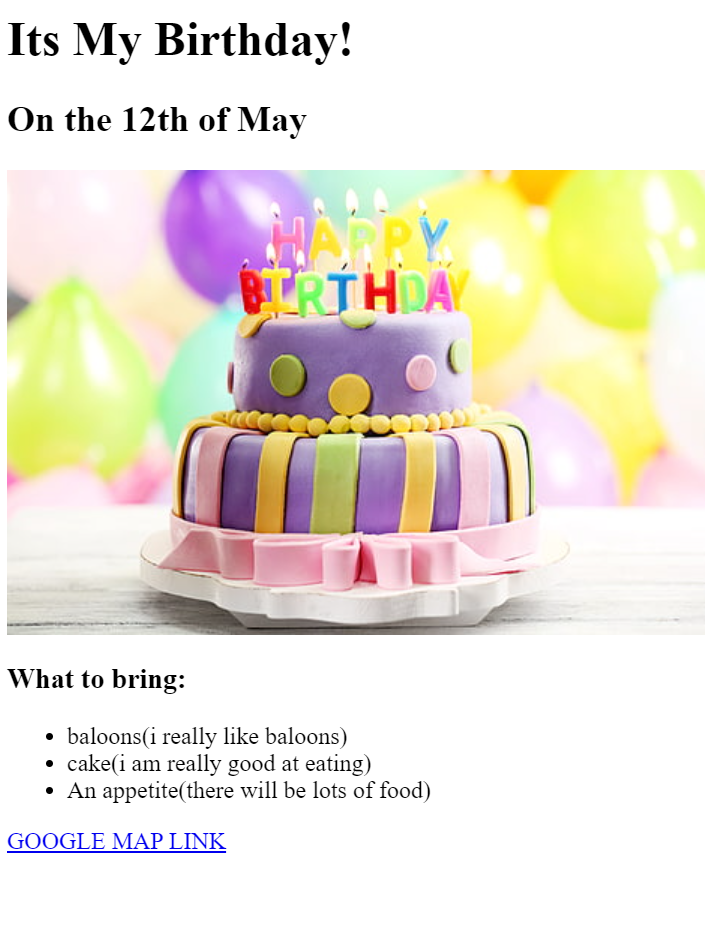 Its My Birthday!
On the 12th of May
HAPPY
BIRTHDAY
What to bring:
baloons(i really like baloons)
cake(i am really good at eating)
An appetite(there will be lots of food)
GOOGLE MAP LINK